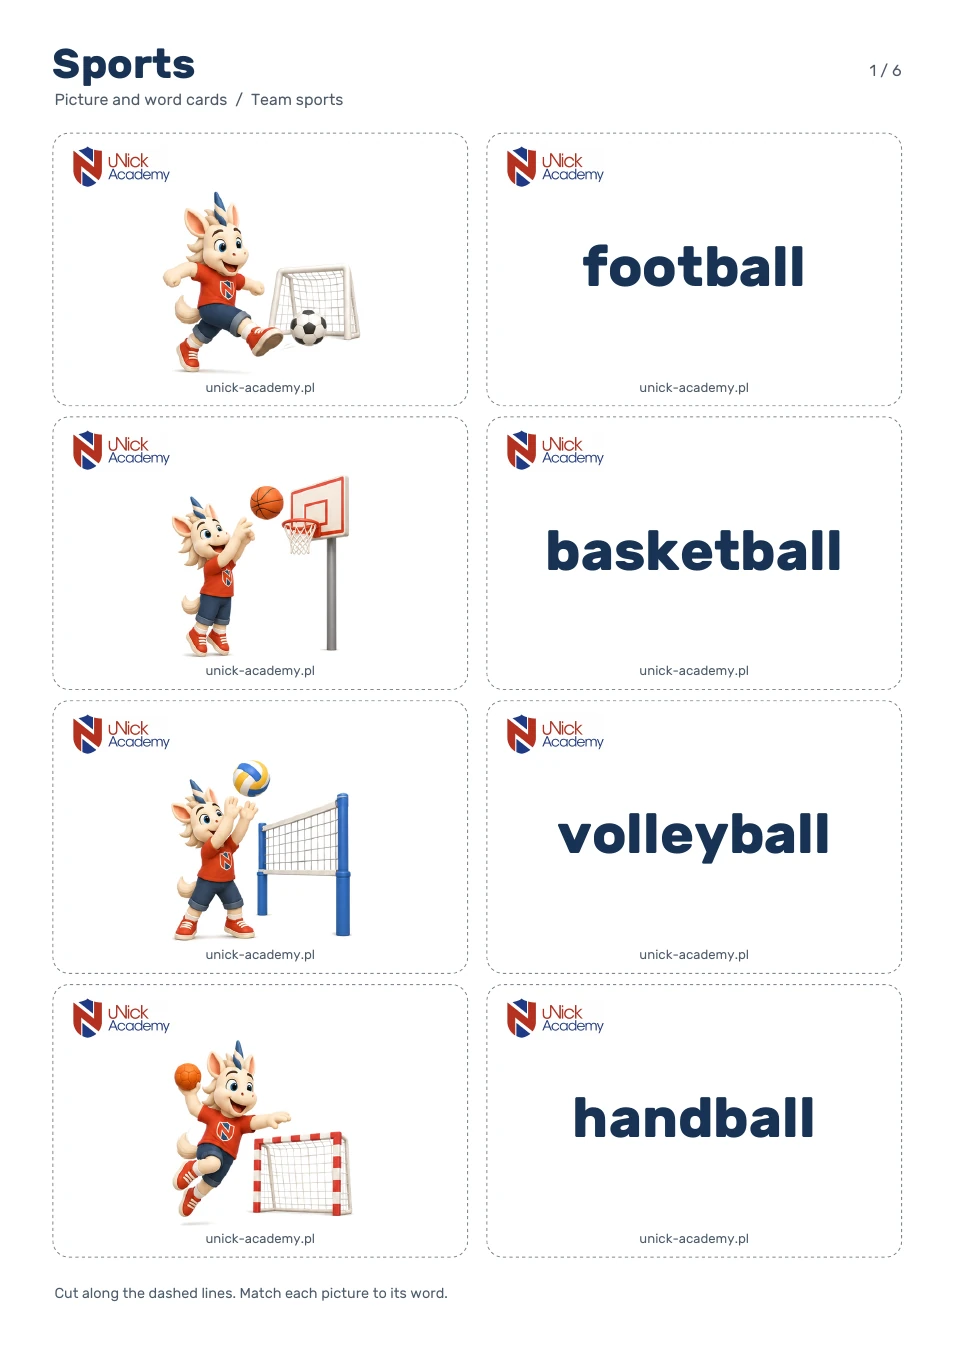 Sports
1 / 6
Picture and word cards / Team sports
uNick
Academy
unick-academy.pl
uNick
Academy
football
unick-academy.pl
uNick
Academy
unick-academy.pl
uNick
Academy
basketball
unick-academy.pl
uNick
Academy
unick-academy.pl
uNick
Academy
volleyball
unick-academy.pl
uNick
Academy
unick-academy.pl
uNick
Academy
handball
unick-academy.pl
Cut along the dashed lines. Match each picture to its word.